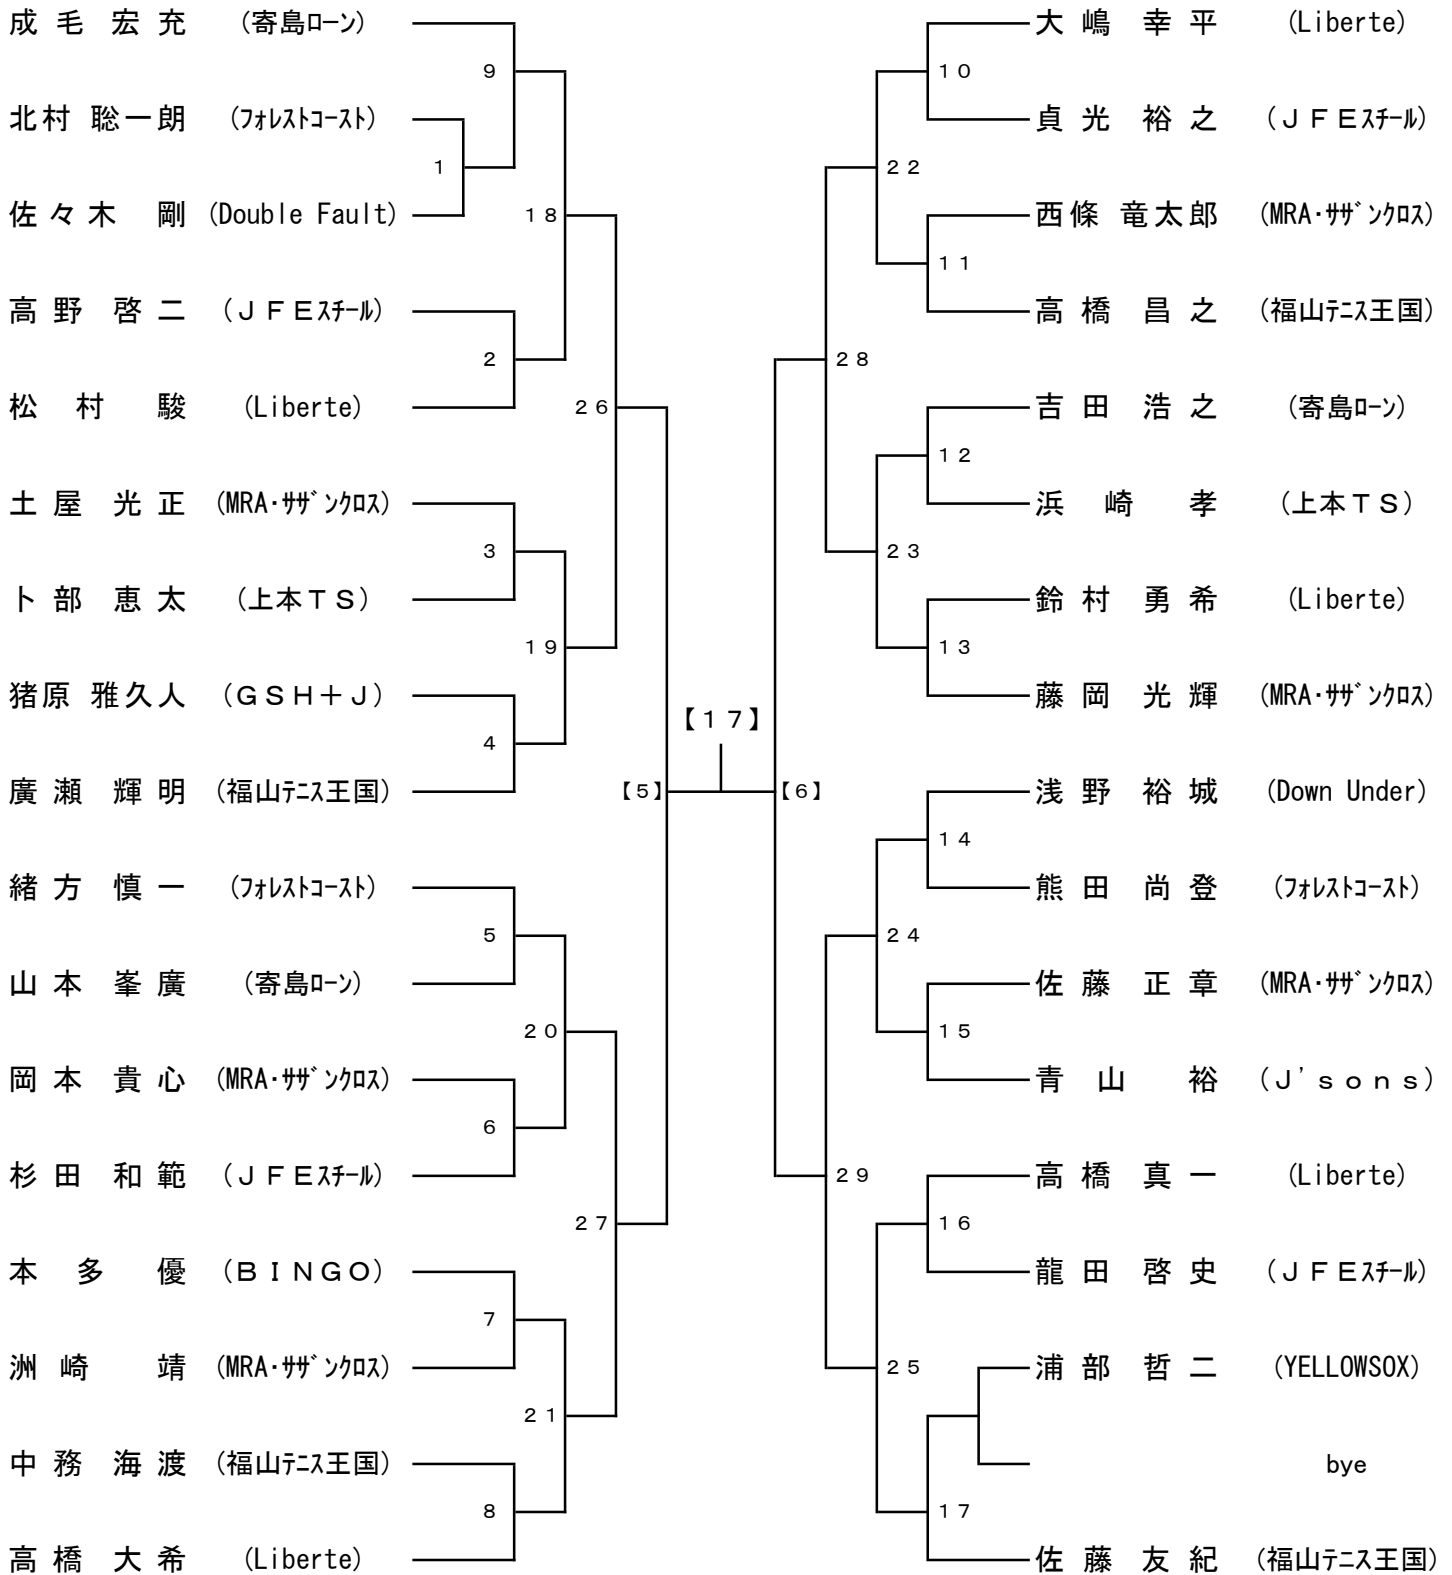 成毛 宏充 (寄島ローン)
9
北村 聡一朗 (フォレストコースト)
1
佐々木 剛 (Double Fault)
18
高野 啓二 (ＪＦＥスチール)
2
松村 駿 (Liberte)
26
土屋 光正 (MRA・サザンクロス)
3
卜部 恵太 (上本ＴＳ)
19
猪原 雅久人 (ＧＳＨ＋Ｊ)
4
廣瀬 輝明 (福山テニス王国)
【5】
緒方 慎一 (フォレストコースト)
5
山本 峯廣 (寄島ローン)
20
岡本 貴心 (MRA・サザンクロス)
6
杉田 和範 (ＪＦＥスチール)
27
本多 優 (ＢＩＮＧＯ)
7
洲崎 靖 (MRA・サザンクロス)
21
中務 海渡 (福山テニス王国)
8
高橋 大希 (Liberte)
【17】
大嶋 幸平 (Liberte)
10
貞光 裕之 (ＪＦＥスチール)
22
西條 竜太郎 (MRA・サザンクロス)
11
高橋 昌之 (福山テニス王国)
28
吉田 浩之 (寄島ローン)
12
浜崎 孝 (上本ＴＳ)
23
鈴村 勇希 (Liberte)
13
藤岡 光輝 (MRA・サザンクロス)
【6】
浅野 裕城 (Down Under)
14
熊田 尚登 (フォレストコースト)
24
佐藤 正章 (MRA・サザンクロス)
15
青山 裕 (Ｊ'ｓｏｎｓ)
29
高橋 真一 (Liberte)
16
龍田 啓史 (ＪＦＥスチール)
25
浦部 哲二 (YELLOWSOX)
bye
17
佐藤 友紀 (福山テニス王国)